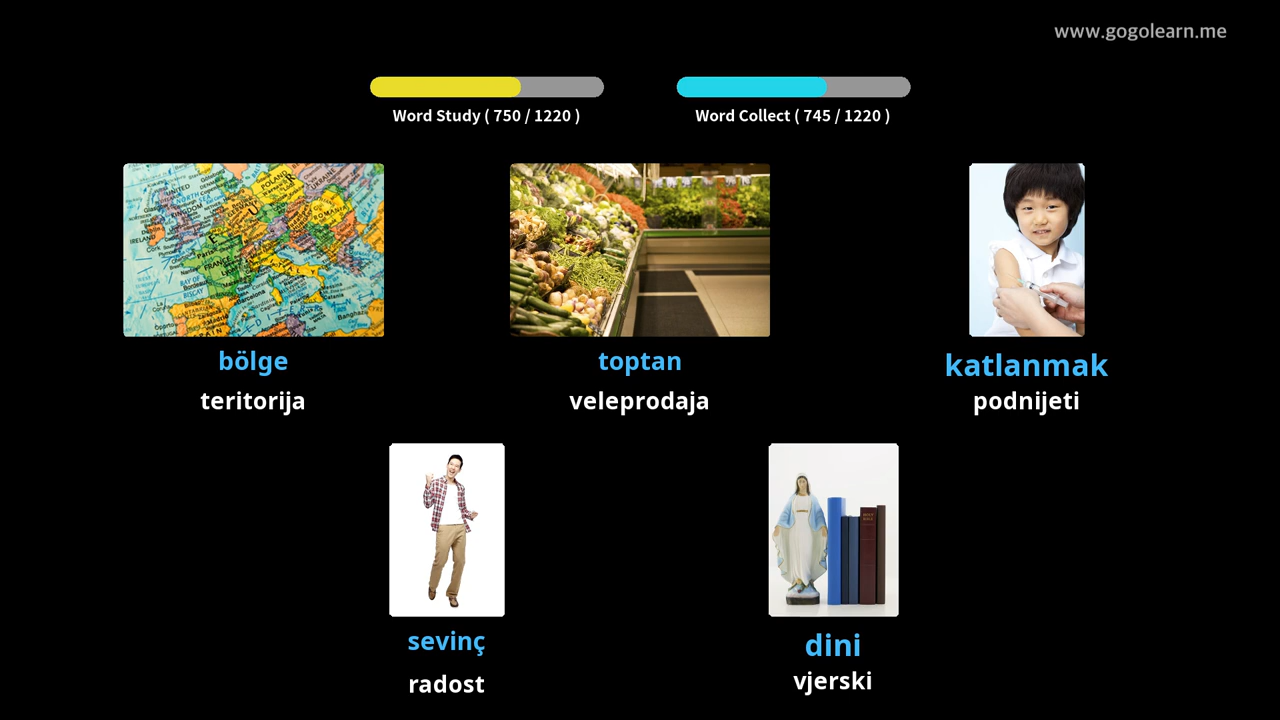 www.gogolearn.me
Word Study ( 750 / 1220 )
Word Collect ( 745 / 1220 )
bölge
teritorija
toptan
veleprodaja
katlanmak
podnijeti
sevinç
radost
dini
vjerski